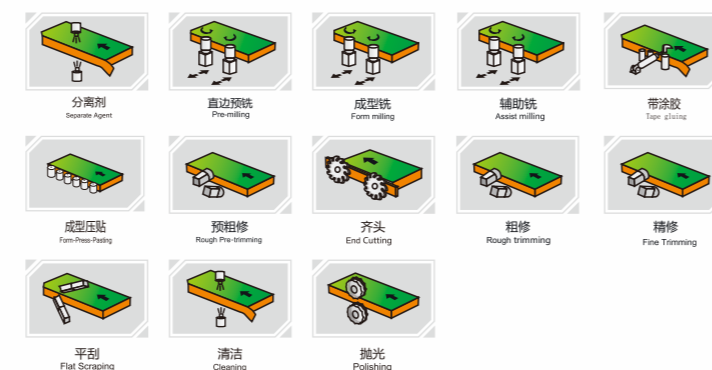 分离剂
Separate Agent
直边预铣
Pre-milling
成型铣
Form milling
辅助铣
Assist milling
带涂胶
Tape gluing
成型压贴
Form-Press-Pasting
预粗修
Rough Pre-trimming
齐头
End Cutting
粗修
Rough trimming
精修
Fine Trimming
平刮
Flat Scraping
清洁
Cleaning
抛光
Polishing